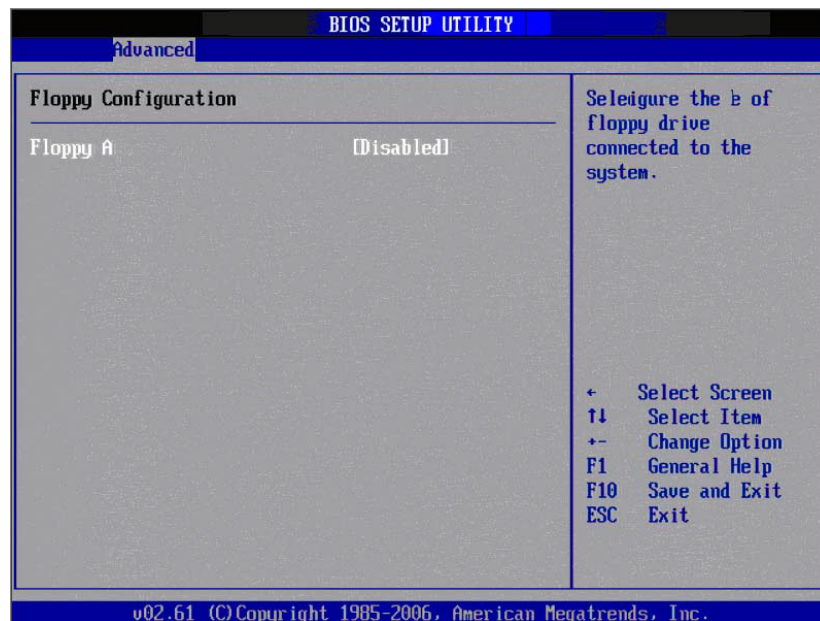 BIOS SETUP UTILITY
Advanced
Floppy Configuration
Floppy A [Disabled]
Seleigure the of
floppy drive
connected to the
system.
← Select Screen
↑↓ Select Item
+- Change Option
F1 General Help
F10 Save and Exit
ESC Exit
v02.61 (C)Copyright 1985-2006, American Megatrends, Inc.